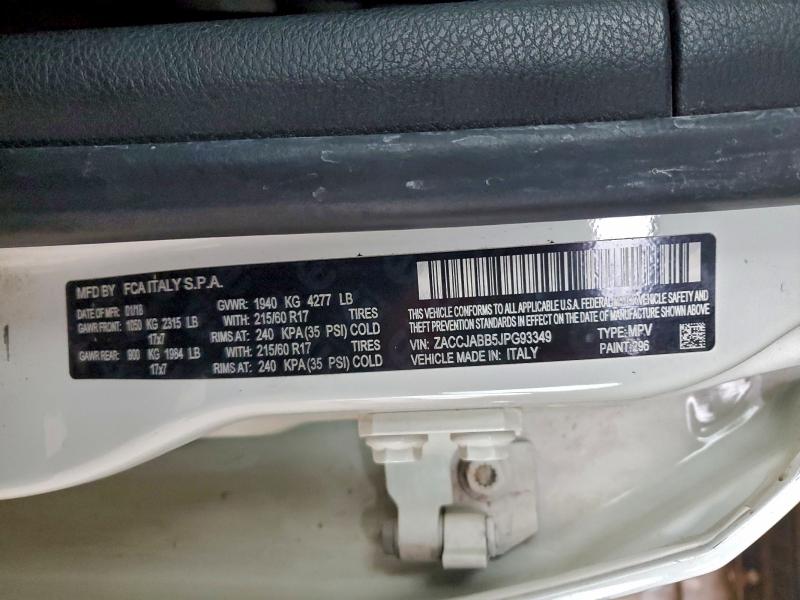 MFD BY FCA ITALY S.P.A.
DATE OF MFR: 01/18 GVWR: 1940 KG 4277 LB
GAWR FRONT: 1050 KG 2315 LB WITH: 215/60 R17 TIRES
17x7 RIMS AT: 240 KPA(35 PSI) COLD
GAWR REAR: 900 KG 1984 LB WITH: 215/60 R17 TIRES
17x7 RIMS AT: 240 KPA(35 PSI) COLD
THIS VEHICLE CONFORMS TO ALL APPLICABLE U.S.A. FEDERAL MOTOR VEHICLE SAFETY AND
THEFT PREVENTION STANDARDS IN EFFECT ON THE DATE OF MANUFACTURE SHOWN ABOVE
VIN: ZACCJABB5JPG93349 TYPE: MPV
VEHICLE MADE IN: ITALY PAINT: 296